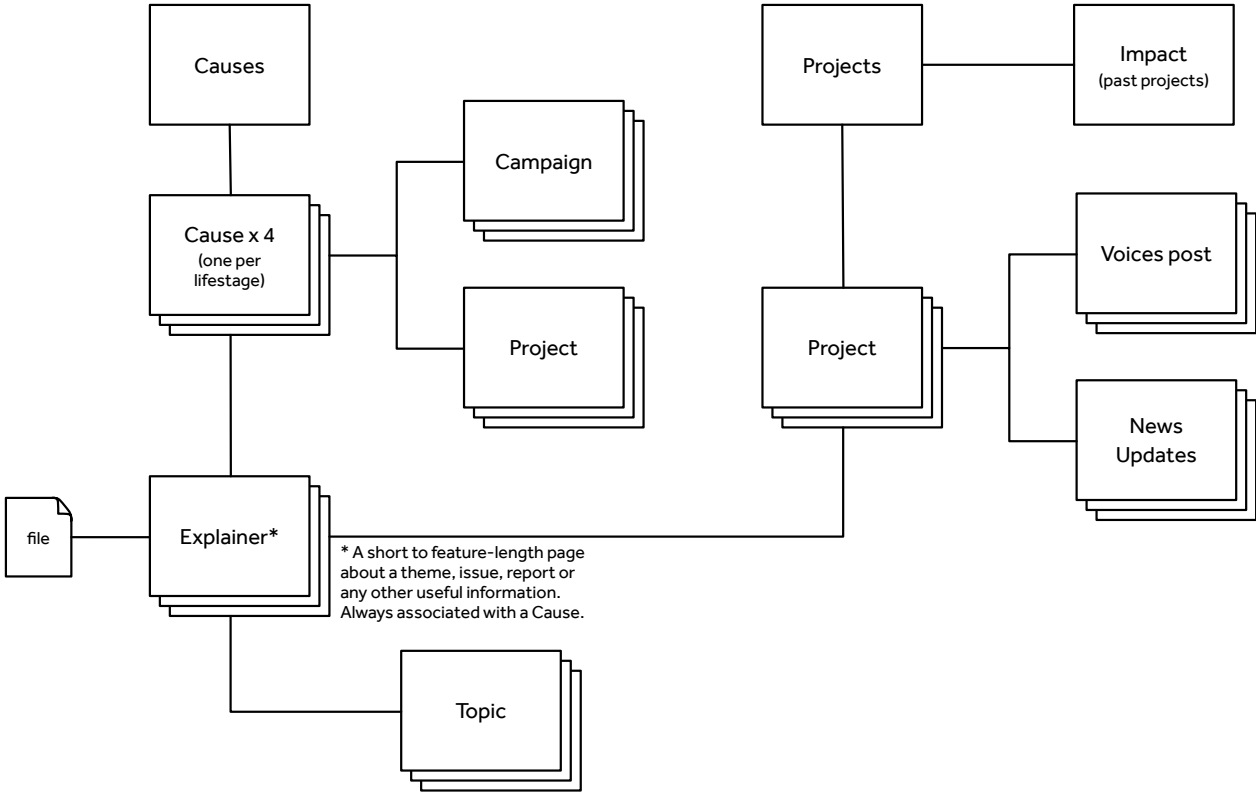 Causes
Projects
Impact
(past projects)
Campaign
Cause x 4
(one per
lifestage)
Voices post
Project
Project
News
Updates
file
Explainer*
* A short to feature-length page
about a theme, issue, report or
any other useful information.
Always associated with a Cause.
Topic